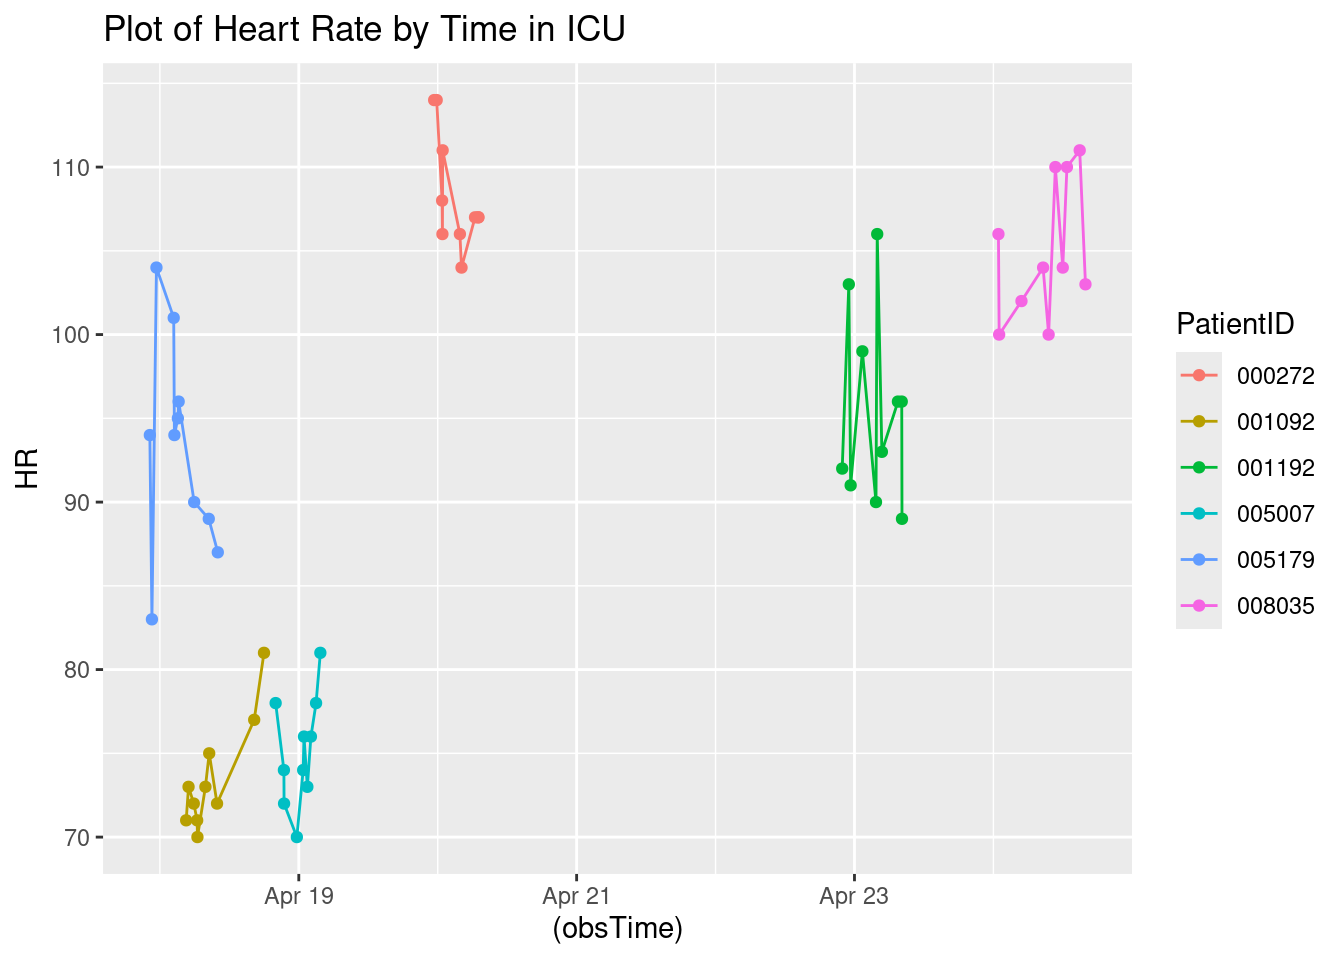 Plot of Heart Rate by Time in ICU
HR
110
100
90
80
70
Apr 19
Apr 21
Apr 23
(obsTime)
PatientID
000272
001092
001192
005007
005179
008035